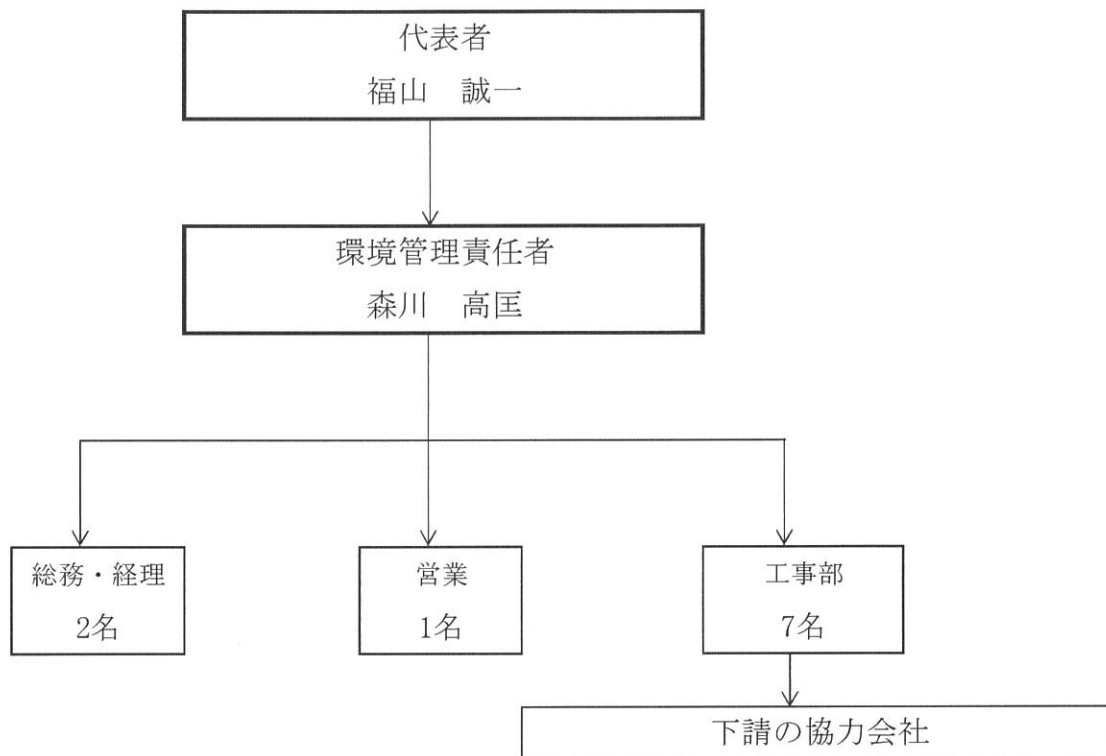 代表者
福山　誠一
環境管理責任者
森川　高匡
総務・経理
2名
営業
1名
工事部
7名
下請の協力会社